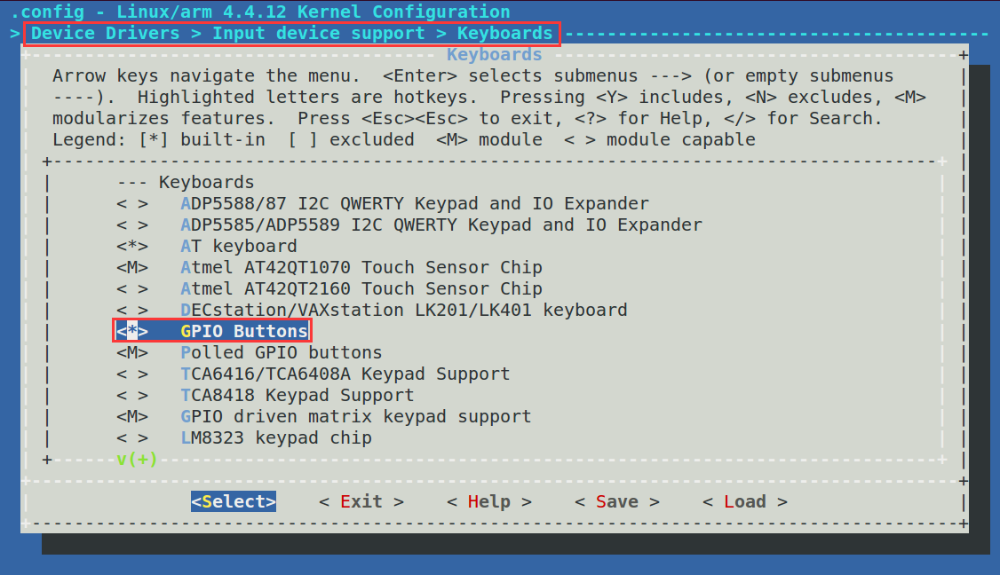 .config - Linux/arm 4.4.12 Kernel Configuration
> Device Drivers > Input device support > Keyboards ----------------------------------------
+-------------------------------------- Keyboards --------------------------------------+
Arrow keys navigate the menu.  <Enter> selects submenus ---> (or empty submenus
----).  Highlighted letters are hotkeys.  Pressing <Y> includes, <N> excludes, <M>
modularizes features.  Press <Esc><Esc> to exit, <?> for Help, </> for Search.
Legend: [*] built-in  [ ] excluded  <M> module  < > module capable
+-----------------------------------------------------------------------------------+
--- Keyboards
< >   ADP5588/87 I2C QWERTY Keypad and IO Expander
< >   ADP5585/ADP5589 I2C QWERTY Keypad and IO Expander
<*>   AT keyboard
<M>   Atmel AT42QT1070 Touch Sensor Chip
< >   Atmel AT42QT2160 Touch Sensor Chip
< >   DECstation/VAXstation LK201/LK401 keyboard
<*>   GPIO Buttons
<M>   Polled GPIO buttons
< >   TCA6416/TCA6408A Keypad Support
< >   TCA8418 Keypad Support
<M>   GPIO driven matrix keypad support
< >   LM8323 keypad chip
+------v(+)-------------------------------------------------------------------------+
<Select>    < Exit >    < Help >    < Save >    < Load >